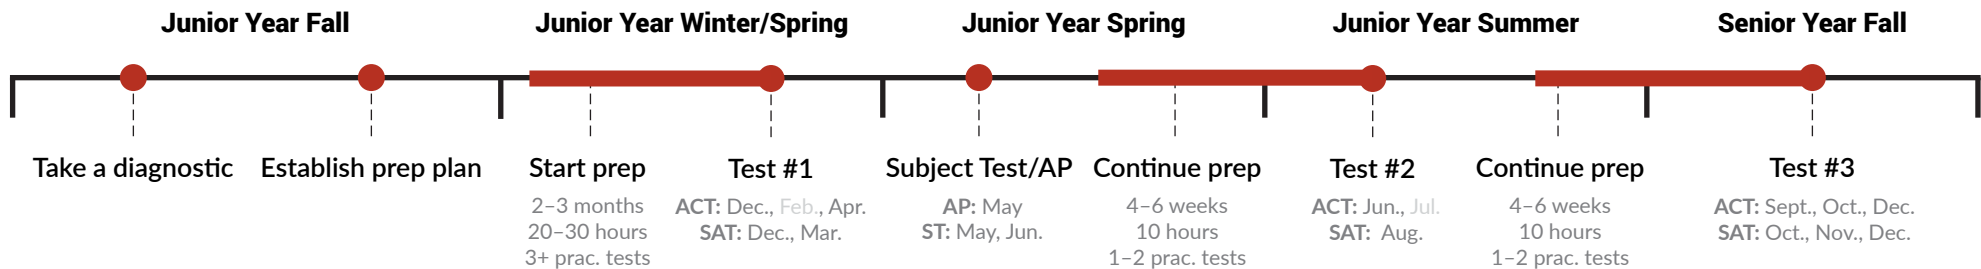 Junior Year Fall
Junior Year Winter/Spring
Junior Year Spring
Junior Year Summer
Senior Year Fall
Take a diagnostic
Establish prep plan
Start prep
2–3 months
20–30 hours
3+ prac. tests
Test #1
ACT: Dec., Feb., Apr.
SAT: Dec., Mar.
Subject Test/AP
AP: May
ST: May, Jun.
Continue prep
4–6 weeks
10 hours
1–2 prac. tests
Test #2
ACT: Jun., Jul.
SAT: Aug.
Continue prep
4–6 weeks
10 hours
1–2 prac. tests
Test #3
ACT: Sept., Oct., Dec.
SAT: Oct., Nov., Dec.